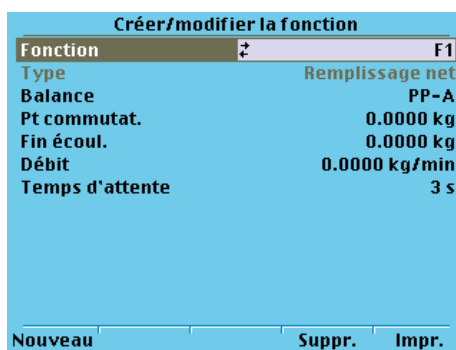 Créer/modifier la fonction
Fonction F1
Type Remplissage net
Balance PP-A
Pt commutat. 0.0000 kg
Fin écoul. 0.0000 kg
Débit 0.0000 kg/min
Temps d'attente 3 s
Nouveau Suppr. Impr.